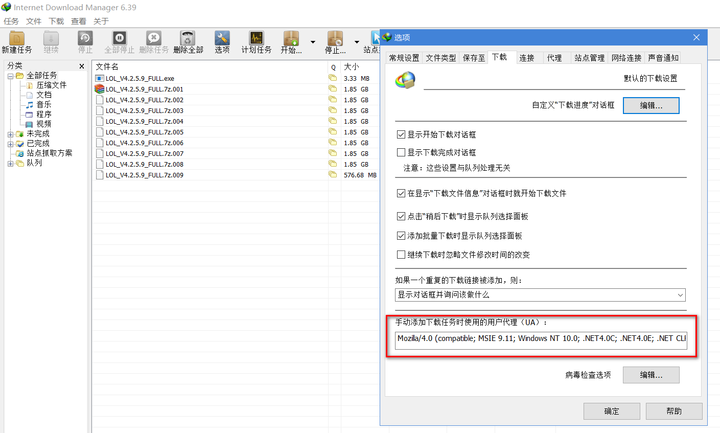 Internet Download Manager 6.39
任务 文件 下载 查看 关于
新建任务 继续 停止 全部停止 删除任务 删除全部 选项 计划任务 开始... 停止... 站点
分类
全部任务
压缩文件
文档
音乐
程序
视频
未完成
已完成
站点抓取方案
队列
文件名 Q 大小
LOL_V4.2.5.9_FULL.exe 3.33 MB
LOL_V4.2.5.9_FULL.7z.001 1.85 GB
LOL_V4.2.5.9_FULL.7z.002 1.85 GB
LOL_V4.2.5.9_FULL.7z.003 1.85 GB
LOL_V4.2.5.9_FULL.7z.004 1.85 GB
LOL_V4.2.5.9_FULL.7z.005 1.85 GB
LOL_V4.2.5.9_FULL.7z.006 1.85 GB
LOL_V4.2.5.9_FULL.7z.007 1.85 GB
LOL_V4.2.5.9_FULL.7z.008 1.85 GB
LOL_V4.2.5.9_FULL.7z.009 576.68 MB
选项
常规设置 文件类型 保存至 下载 连接 代理 站点管理 网络连接 声音通知
默认的下载设置
自定义“下载进度”对话框 编辑...
显示开始下载对话框
显示下载完成对话框
注意：这些设置与队列处理无关
在显示“下载文件信息”对话框时就开始下载文件
点击“稍后下载”时显示队列选择面板
添加批量下载时显示队列选择面板
继续下载时忽略文件修改时间的改变
如果一个重复的下载链接被添加，则：
显示对话框并询问该做什么
手动添加下载任务时使用的用户代理（UA）：
Mozilla/4.0 (compatible; MSIE 9.11; Windows NT 10.0; .NET4.0C; .NET4.0E; .NET CLI
病毒检查选项 编辑...
确定 帮助